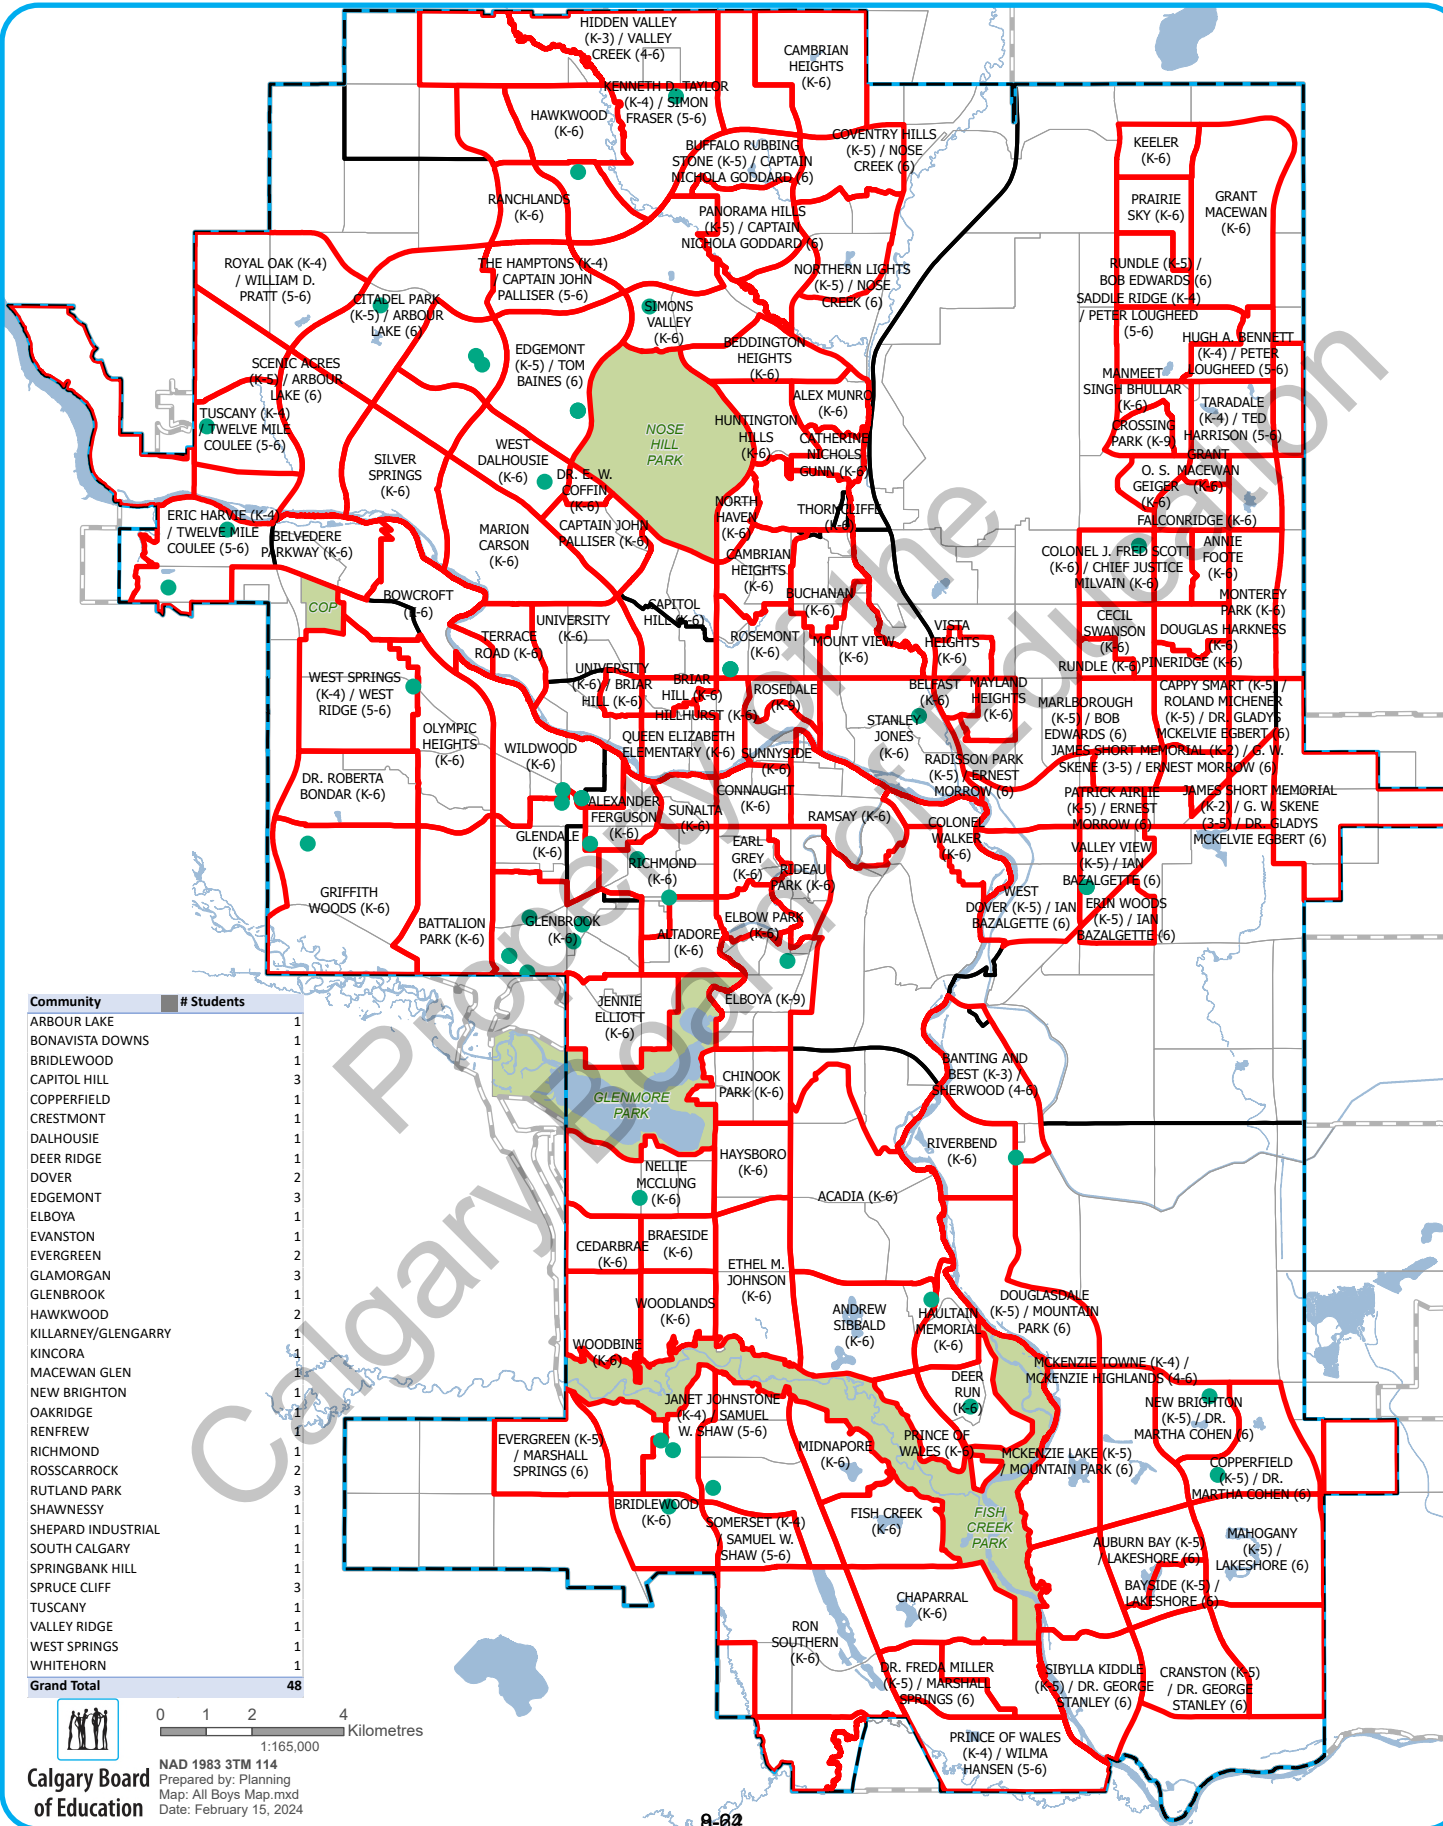 HIDDEN VALLEY
(K-3) / VALLEY
CREEK (4-6)
CAMBRIAN
HEIGHTS
(K-6)
KENNETH D. TAYLOR
(K-4) / SIMON
FRASER (5-6)
HAWKWOOD
(K-6)
BUFFALO RUBBING
STONE (K-5) / CAPTAIN
NICHOLA GODDARD (6)
COVENTRY HILLS
(K-5) / NOSE
CREEK (6)
KEELER
(K-6)
RANCHLANDS
(K-6)
PANORAMA HILLS
(K-5) / CAPTAIN
NICHOLA GODDARD (6)
PRAIRIE
SKY (K-6)
GRANT
MACEWAN
(K-6)
ROYAL OAK (K-4)
/ WILLIAM D.
PRATT (5-6)
THE HAMPTONS (K-4)
/ CAPTAIN JOHN
PALLISER (5-6)
NORTHERN LIGHTS
(K-5) / NOSE
CREEK (6)
RUNDLE (K-5) /
BOB EDWARDS (6)
SADDLE RIDGE (K-4)
/ PETER LOUGHEED
(5-6)
CITADEL PARK
(K-5) / ARBOUR
LAKE (6)
SIMONS
VALLEY
(K-6)
HUGH A. BENNETT
(K-4) / PETER
LOUGHEED (5-6)
BEDDINGTON
HEIGHTS
(K-6)
EDGEMONT
(K-5) / TOM
BAINES (6)
SCENIC ACRES
(K-5) / ARBOUR
LAKE (6)
MANMEET
SINGH BHULLAR
(K-6)
ALEX MUNRO
(K-6)
TARADALE
(K-4) / TED
HARRISON (5-6)
TUSCANY (K-4)
/ TWELVE MILE
COULEE (5-6)
NOSE
HILL
PARK
HUNTINGTON
HILLS
(K-6)
CROSSING
PARK (K-9)
CATHERINE
NICHOLS
GUNN (K-6)
WEST
DALHOUSIE
(K-6)
SILVER
SPRINGS
(K-6)
DR. E. W.
COFFIN
(K-6)
GRANT
MACEWAN
(K-6)
O. S.
GEIGER
(K-6)
NORTH
HAVEN
(K-6)
THORNCLIFFE
(K-6)
FALCONRIDGE (K-6)
ERIC HARVIE (K-4)
/ TWELVE MILE
COULEE (5-6)
BELVEDERE
PARKWAY (K-6)
MARION
CARSON
(K-6)
CAPTAIN JOHN
PALLISER (K-6)
CAMBRIAN
HEIGHTS
(K-6)
COLONEL J. FRED SCOTT
(K-6) / CHIEF JUSTICE
MILVAIN (K-6)
ANNIE
FOOTE
(K-6)
COP
BOWCROFT
(K-6)
CAPITOL
HILL (K-6)
BUCHANAN
(K-6)
MONTEREY
PARK (K-6)
UNIVERSITY
(K-6)
TERRACE
ROAD (K-6)
ROSEMONT
(K-6)
MOUNT VIEW
(K-6)
VISTA
HEIGHTS
(K-6)
CECIL
SWANSON
(K-6)
DOUGLAS HARKNESS
(K-6)
RUNDLE (K-6)
PINERIDGE (K-6)
WEST SPRINGS
(K-4) / WEST
RIDGE (5-6)
UNIVERSITY
(K-6) / BRIAR
HILL (K-6)
BRIAR
HILL (K-6)
ROSEDALE
(K-9)
BELFAST
(K-6)
MAYLAND
HEIGHTS
(K-6)
MARLBOROUGH
(K-5) / BOB
EDWARDS (6)
CAPPY SMART (K-5) /
ROLAND MICHENER
(K-5) / DR. GLADYS
MCKELVIE EGBERT (6)
HILLHURST (K-6)
OLYMPIC
HEIGHTS
(K-6)
WILDWOOD
(K-6)
QUEEN ELIZABETH
ELEMENTARY (K-6)
SUNNYSIDE
(K-6)
STANLEY
JONES
(K-6)
JAMES SHORT MEMORIAL (K-2) / G. W.
SKENE (3-5) / ERNEST MORROW (6)
RADISSON PARK
(K-5) / ERNEST
MORROW (6)
DR. ROBERTA
BONDAR (K-6)
CONNAUGHT
(K-6)
PATRICK AIRLIE
(K-5) / ERNEST
MORROW (6)
JAMES SHORT MEMORIAL
(K-2) / G. W. SKENE
(3-5) / DR. GLADYS
MCKELVIE EGBERT (6)
ALEXANDER
FERGUSON
(K-6)
SUNALTA
(K-6)
RAMSAY (K-6)
COLONEL
WALKER
(K-6)
GLENDALE
(K-6)
EARL
GREY
(K-6)
VALLEY VIEW
(K-5) / IAN
BAZALGETTE (6)
RICHMOND
(K-6)
RIDEAU
PARK (K-6)
GRIFFITH
WOODS (K-6)
WEST
DOVER (K-5) / IAN
BAZALGETTE (6)
ERIN WOODS
(K-5) / IAN
BAZALGETTE (6)
BATTALION
PARK (K-6)
GLENBROOK
(K-6)
ELBOW PARK
(K-6)
ALTADORE
(K-6)
JENNIE
ELLIOTT
(K-6)
ELBOYA (K-9)
GLENMORE
PARK
CHINOOK
PARK (K-6)
BANTING AND
BEST (K-3) /
SHERWOOD (4-6)
RIVERBEND
(K-6)
HAYSBORO
(K-6)
NELLIE
MCCLUNG
(K-6)
ACADIA (K-6)
CEDARBRAE
(K-6)
BRAESIDE
(K-6)
ETHEL M.
JOHNSON
(K-6)
WOODLANDS
(K-6)
ANDREW
SIBBALD
(K-6)
HAULTAIN
MEMORIAL
(K-6)
DOUGLASDALE
(K-5) / MOUNTAIN
PARK (6)
WOODBINE
(K-6)
MCKENZIE TOWNE (K-4) /
MCKENZIE HIGHLANDS (4-6)
DEER
RUN
(K-6)
JANET JOHNSTONE
(K-4) / SAMUEL
W. SHAW (5-6)
NEW BRIGHTON
(K-5) / DR.
MARTHA COHEN (6)
EVERGREEN (K-5)
/ MARSHALL
SPRINGS (6)
MIDNAPORE
(K-6)
PRINCE OF
WALES (K-6)
MCKENZIE LAKE (K-5)
/ MOUNTAIN PARK (6)
COPPERFIELD
(K-5) / DR.
MARTHA COHEN (6)
BRIDLEWOOD
(K-6)
SOMERSET (K-4)
/ SAMUEL W.
SHAW (5-6)
FISH CREEK
(K-6)
FISH
CREEK
PARK
AUBURN BAY (K-5)
/ LAKESHORE (6)
MAHOGANY
(K-5) /
LAKESHORE (6)
BAYSIDE (K-5) /
LAKESHORE (6)
CHAPARRAL
(K-6)
RON
SOUTHERN
(K-6)
DR. FREDA MILLER
(K-5) / MARSHALL
SPRINGS (6)
SIBYLLA KIDDLE
(K-5) / DR. GEORGE
STANLEY (6)
CRANSTON (K-5)
/ DR. GEORGE
STANLEY (6)
PRINCE OF WALES
(K-4) / WILMA
HANSEN (5-6)
Property of the
Calgary Board of Education
Community # Students
ARBOUR LAKE 1
BONAVISTA DOWNS 1
BRIDLEWOOD 1
CAPITOL HILL 3
COPPERFIELD 1
CRESTMONT 1
DALHOUSIE 1
DEER RIDGE 1
DOVER 2
EDGEMONT 3
ELBOYA 1
EVANSTON 1
EVERGREEN 2
GLAMORGAN 3
GLENBROOK 1
HAWKWOOD 2
KILLARNEY/GLENGARRY 1
KINCORA 1
MACEWAN GLEN 1
NEW BRIGHTON 1
OAKRIDGE 1
RENFREW 1
RICHMOND 1
ROSSCARROCK 2
RUTLAND PARK 3
SHAWNESSY 1
SHEPARD INDUSTRIAL 1
SOUTH CALGARY 1
SPRINGBANK HILL 1
SPRUCE CLIFF 3
TUSCANY 1
VALLEY RIDGE 1
WEST SPRINGS 1
WHITEHORN 1
Grand Total 48
0 1 2 4
Kilometres
1:165,000
Calgary Board
of Education
NAD 1983 3TM 114
Prepared by: Planning
Map: All Boys Map.mxd
Date: February 15, 2024